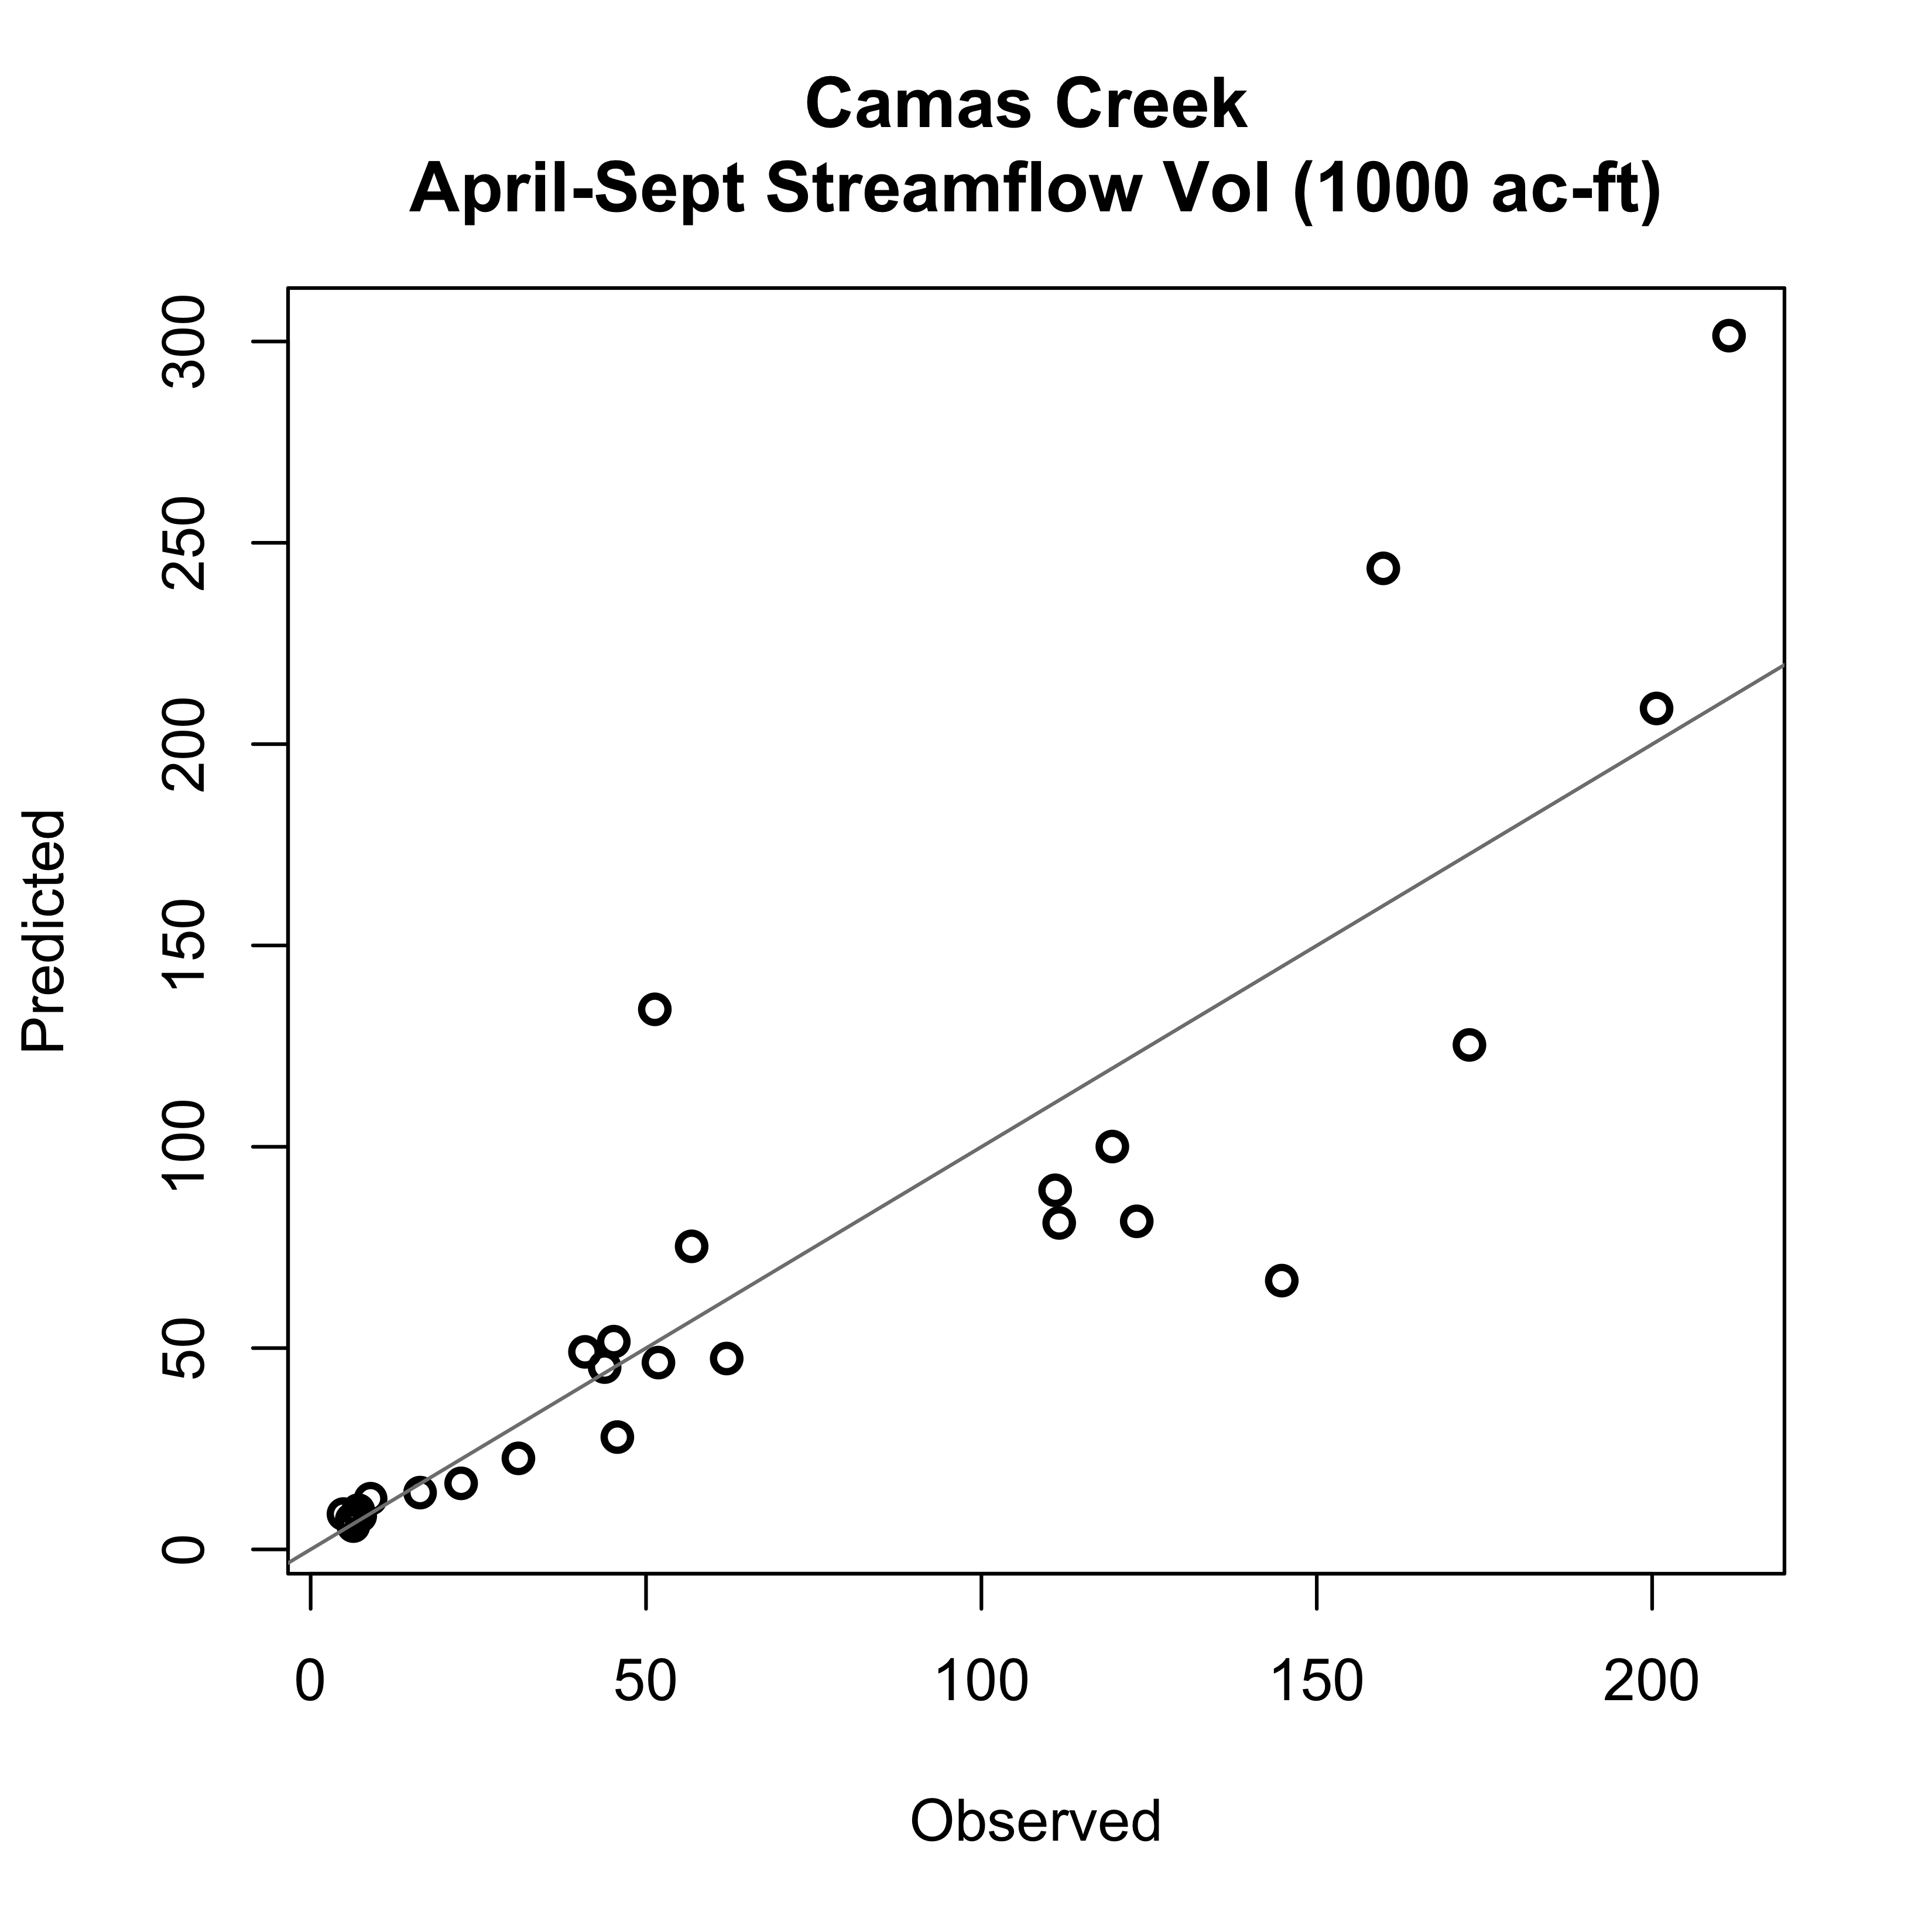 Camas Creek
April-Sept Streamflow Vol (1000 ac-ft)
300
250
200
150
100
50
0
Predicted
0 50 100 150 200
Observed